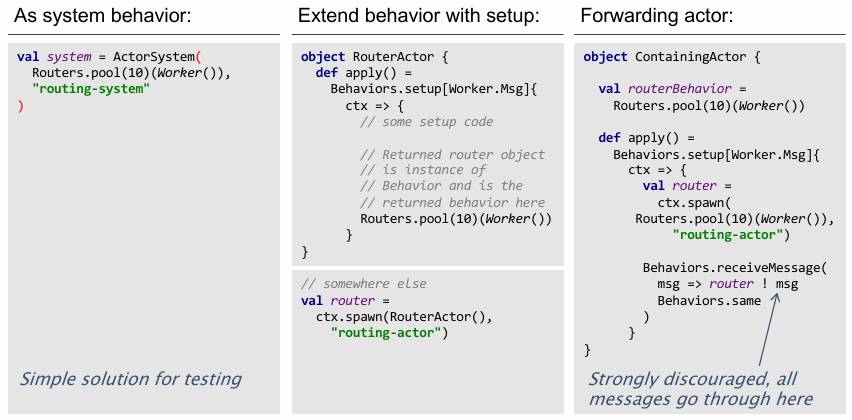 As system behavior:
val system = ActorSystem(
Routers.pool(10)(Worker()),
"routing-system"
)
Simple solution for testing
Extend behavior with setup:
object RouterActor {
def apply() =
Behaviors.setup[Worker.Msg]{
ctx => {
// some setup code
// Returned router object
// is instance of
// Behavior and is the
// returned behavior here
Routers.pool(10)(Worker())
}
}
// somewhere else
val router =
ctx.spawn(RouterActor(),
"routing-actor")
Forwarding actor:
object ContainingActor {
val routerBehavior =
Routers.pool(10)(Worker())
def apply() =
Behaviors.setup[Worker.Msg]{
ctx => {
val router =
ctx.spawn(
Routers.pool(10)(Worker()),
"routing-actor")
Behaviors.receiveMessage(
msg => router ! msg
Behaviors.same
)
}
}
Strongly discouraged, all
messages go through here